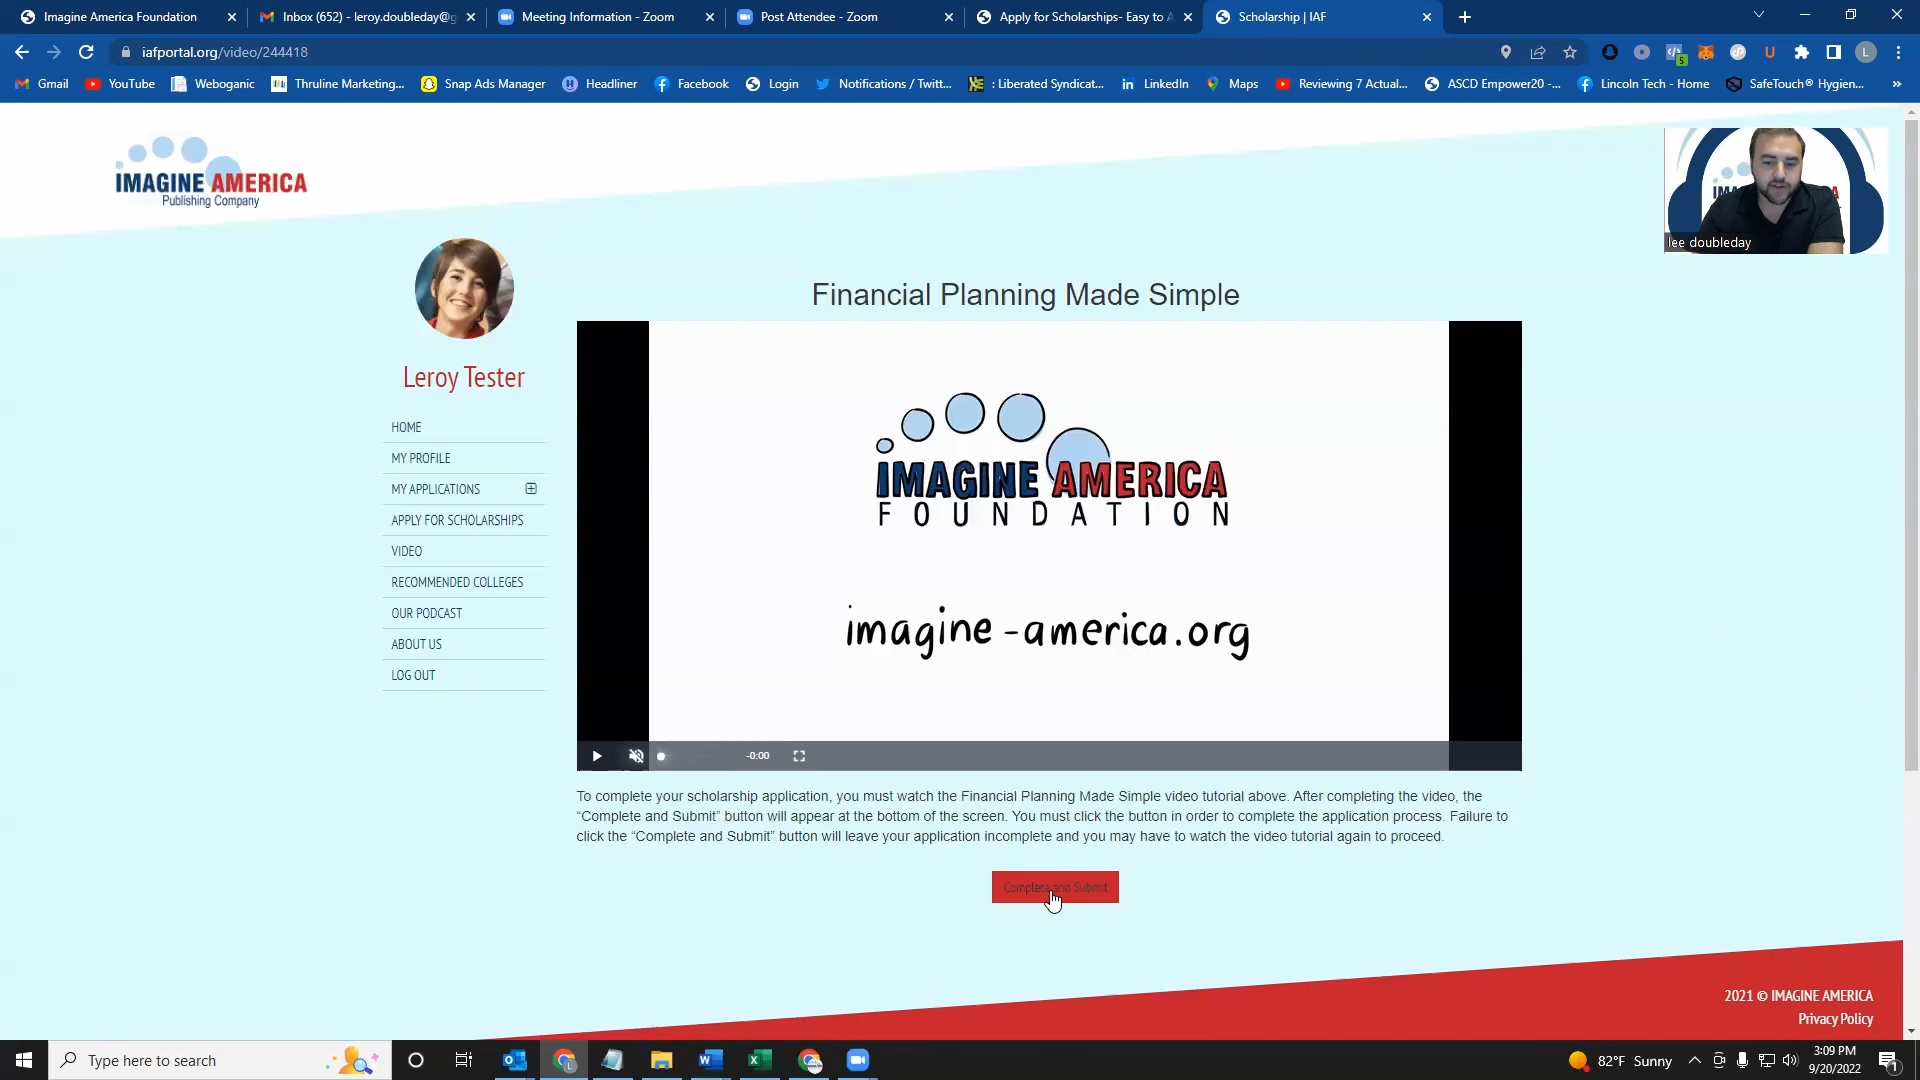 Imagine America Foundation
Inbox (652) - leroy.doubleday@g
Meeting Information - Zoom
Post Attendee - Zoom
Apply for Scholarships- Easy to A
Scholarship | IAF
iafportal.org/video/244418
5
L
Gmail
YouTube
Weboganic
Thruline Marketing...
Snap Ads Manager
Headliner
Facebook
Login
Notifications / Twitt...
: Liberated Syndicat...
LinkedIn
Maps
Reviewing 7 Actual...
ASCD Empower20 -...
Lincoln Tech - Home
SafeTouch® Hygien...
IMAGINE AMERICA
Publishing Company
lee doubleday
Leroy Tester
HOME
MY PROFILE
MY APPLICATIONS
APPLY FOR SCHOLARSHIPS
VIDEO
RECOMMENDED COLLEGES
OUR PODCAST
ABOUT US
LOG OUT
Financial Planning Made Simple
IMAGINE AMERICA
FOUNDATION
imagine-america.org
-0:00
To complete your scholarship application, you must watch the Financial Planning Made Simple video tutorial above. After completing the video, the
“Complete and Submit” button will appear at the bottom of the screen. You must click the button in order to complete the application process. Failure to
click the “Complete and Submit” button will leave your application incomplete and you may have to watch the video tutorial again to proceed.
Complete and Submit
2021 © IMAGINE AMERICA
Privacy Policy
Type here to search
82°F Sunny
3:09 PM
9/20/2022
1